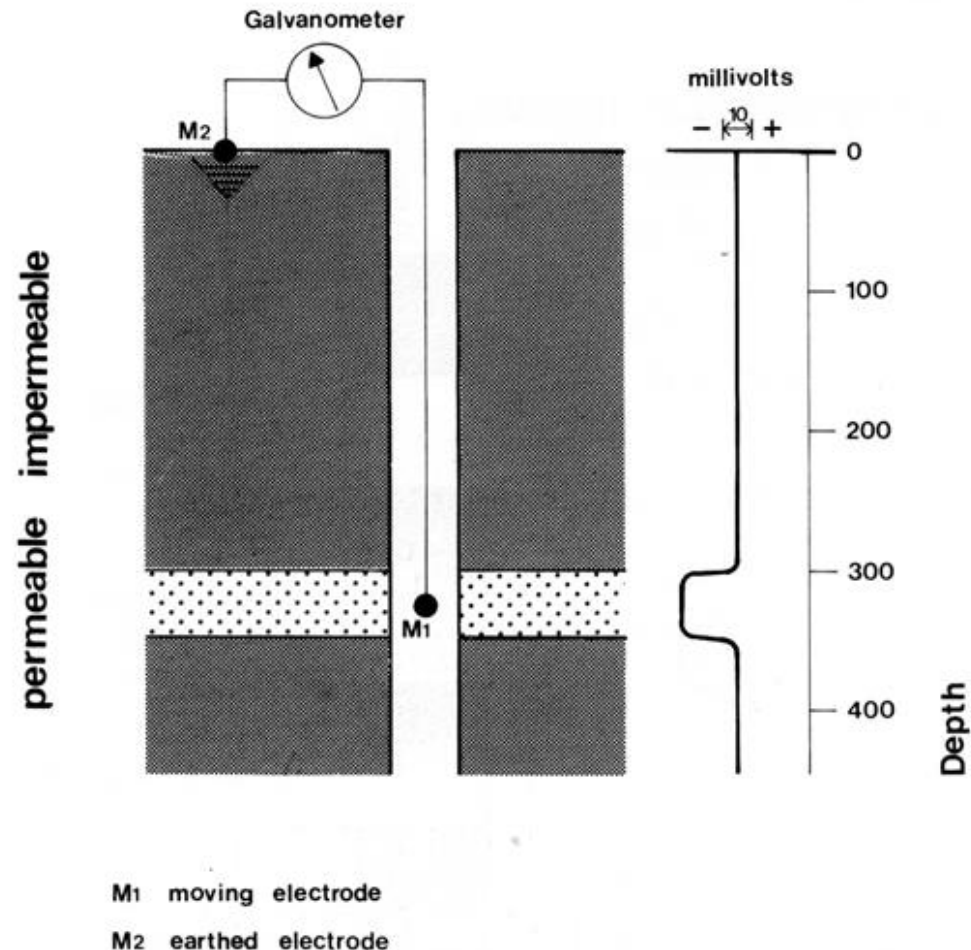 Galvanometer
millivolts
10
− +
M2
0
100
200
300
400
M1
permeable impermeable
Depth
M1 moving electrode
M2 earthed electrode